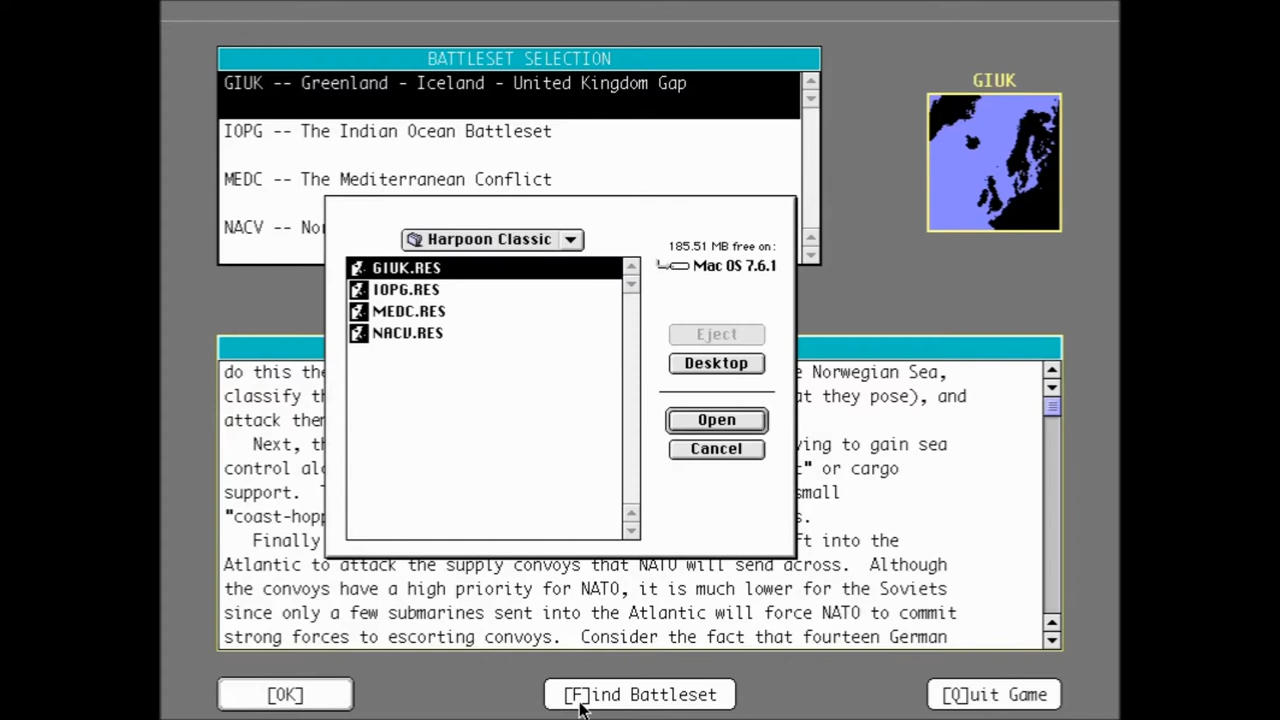 BATTLESET SELECTION
GIUK -- Greenland - Iceland - United Kingdom Gap
GIUK
IOPG -- The Indian Ocean Battleset
MEDC -- The Mediterranean Conflict
NACV --
Harpoon Classic
185.51 MB free on:
Mac OS 7.6.1
GIUK.RES
IOPG.RES
MEDC.RES
NACV.RES
Eject
Desktop
Open
Cancel
do this the Norwegian Sea,
classify at they pose), and
attack
Next, ing to gain sea
control " or cargo
support. small
"coast-hopp s.
Finally ft into the
Atlantic to attack the supply convoys that NATO will send across. Although
the convoys have a high priority for NATO, it is much lower for the Soviets
since only a few submarines sent into the Atlantic will force NATO to commit
strong forces to escorting convoys. Consider the fact that fourteen German
[OK]
[F]ind Battleset
[Q]uit Game